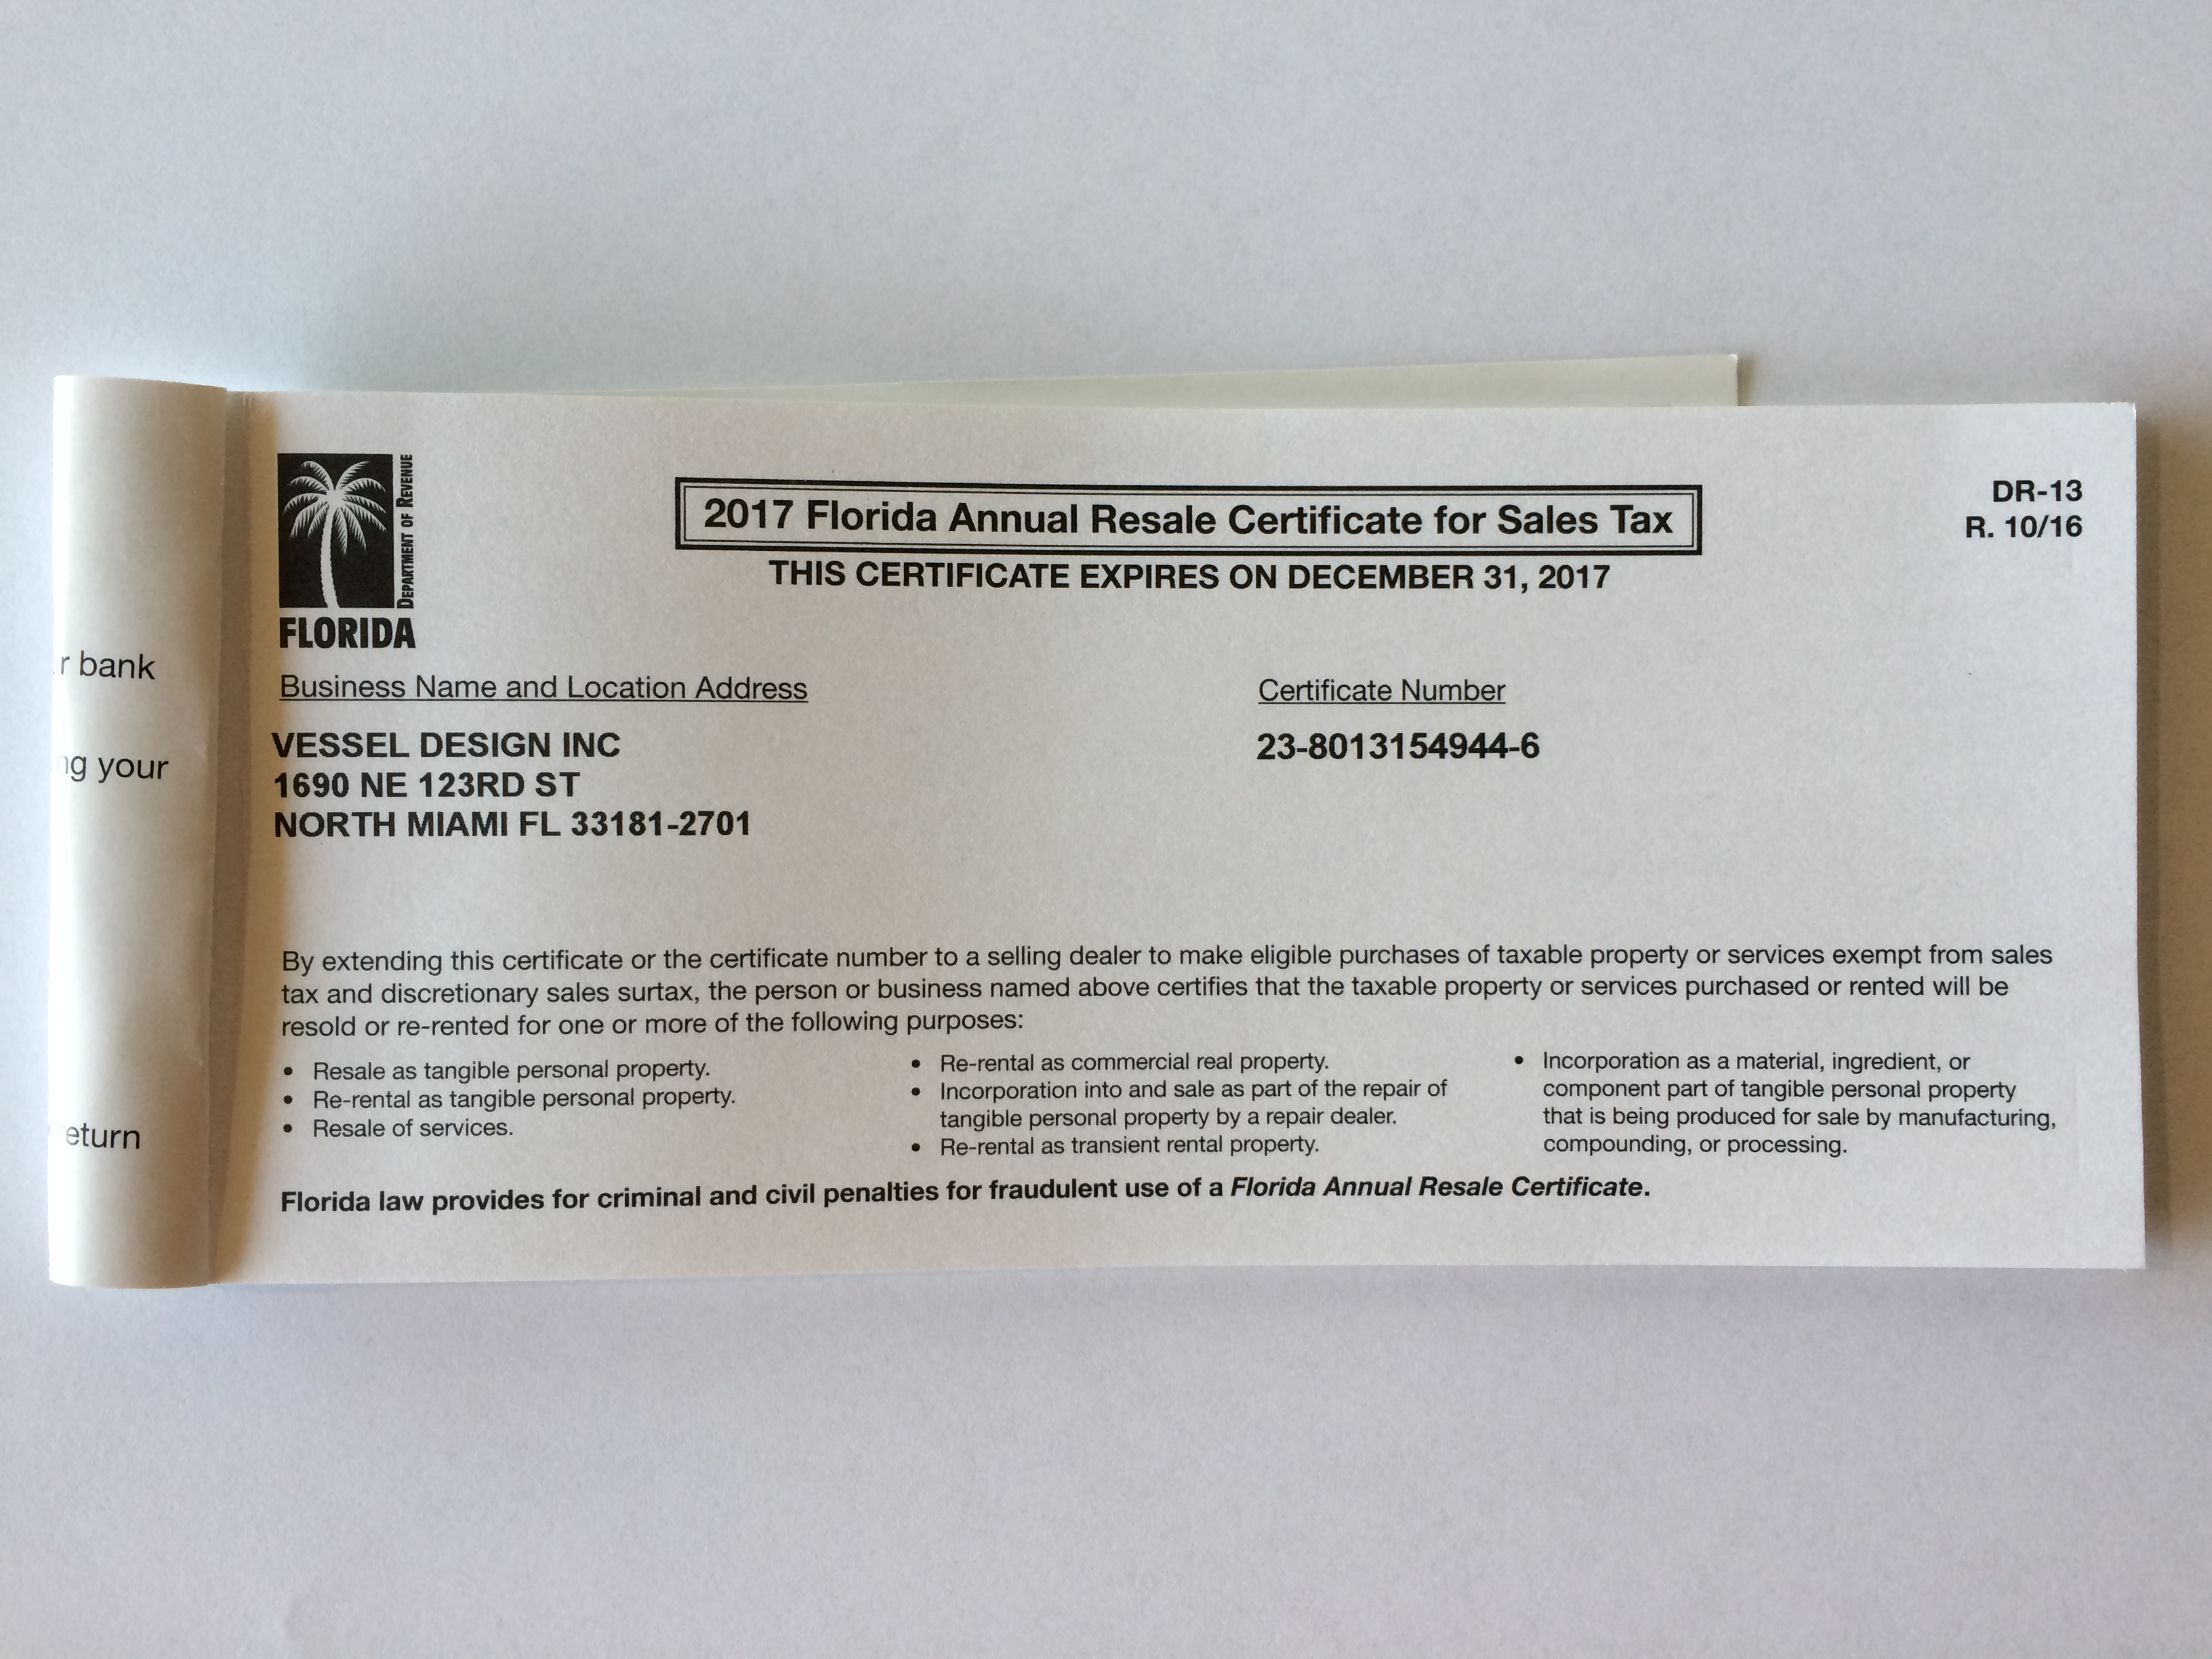 DEPARTMENT OF REVENUE
FLORIDA
DR-13
R. 10/16
2017 Florida Annual Resale Certificate for Sales Tax
THIS CERTIFICATE EXPIRES ON DECEMBER 31, 2017
Business Name and Location Address
Certificate Number
VESSEL DESIGN INC
1690 NE 123RD ST
NORTH MIAMI FL 33181-2701
23-8013154944-6
By extending this certificate or the certificate number to a selling dealer to make eligible purchases of taxable property or services exempt from sales
tax and discretionary sales surtax, the person or business named above certifies that the taxable property or services purchased or rented will be
resold or re-rented for one or more of the following purposes:
• Resale as tangible personal property.
• Re-rental as tangible personal property.
• Resale of services.
• Re-rental as commercial real property.
• Incorporation into and sale as part of the repair of
tangible personal property by a repair dealer.
• Re-rental as transient rental property.
• Incorporation as a material, ingredient, or
component part of tangible personal property
that is being produced for sale by manufacturing,
compounding, or processing.
Florida law provides for criminal and civil penalties for fraudulent use of a Florida Annual Resale Certificate.
r bank
ng your
eturn